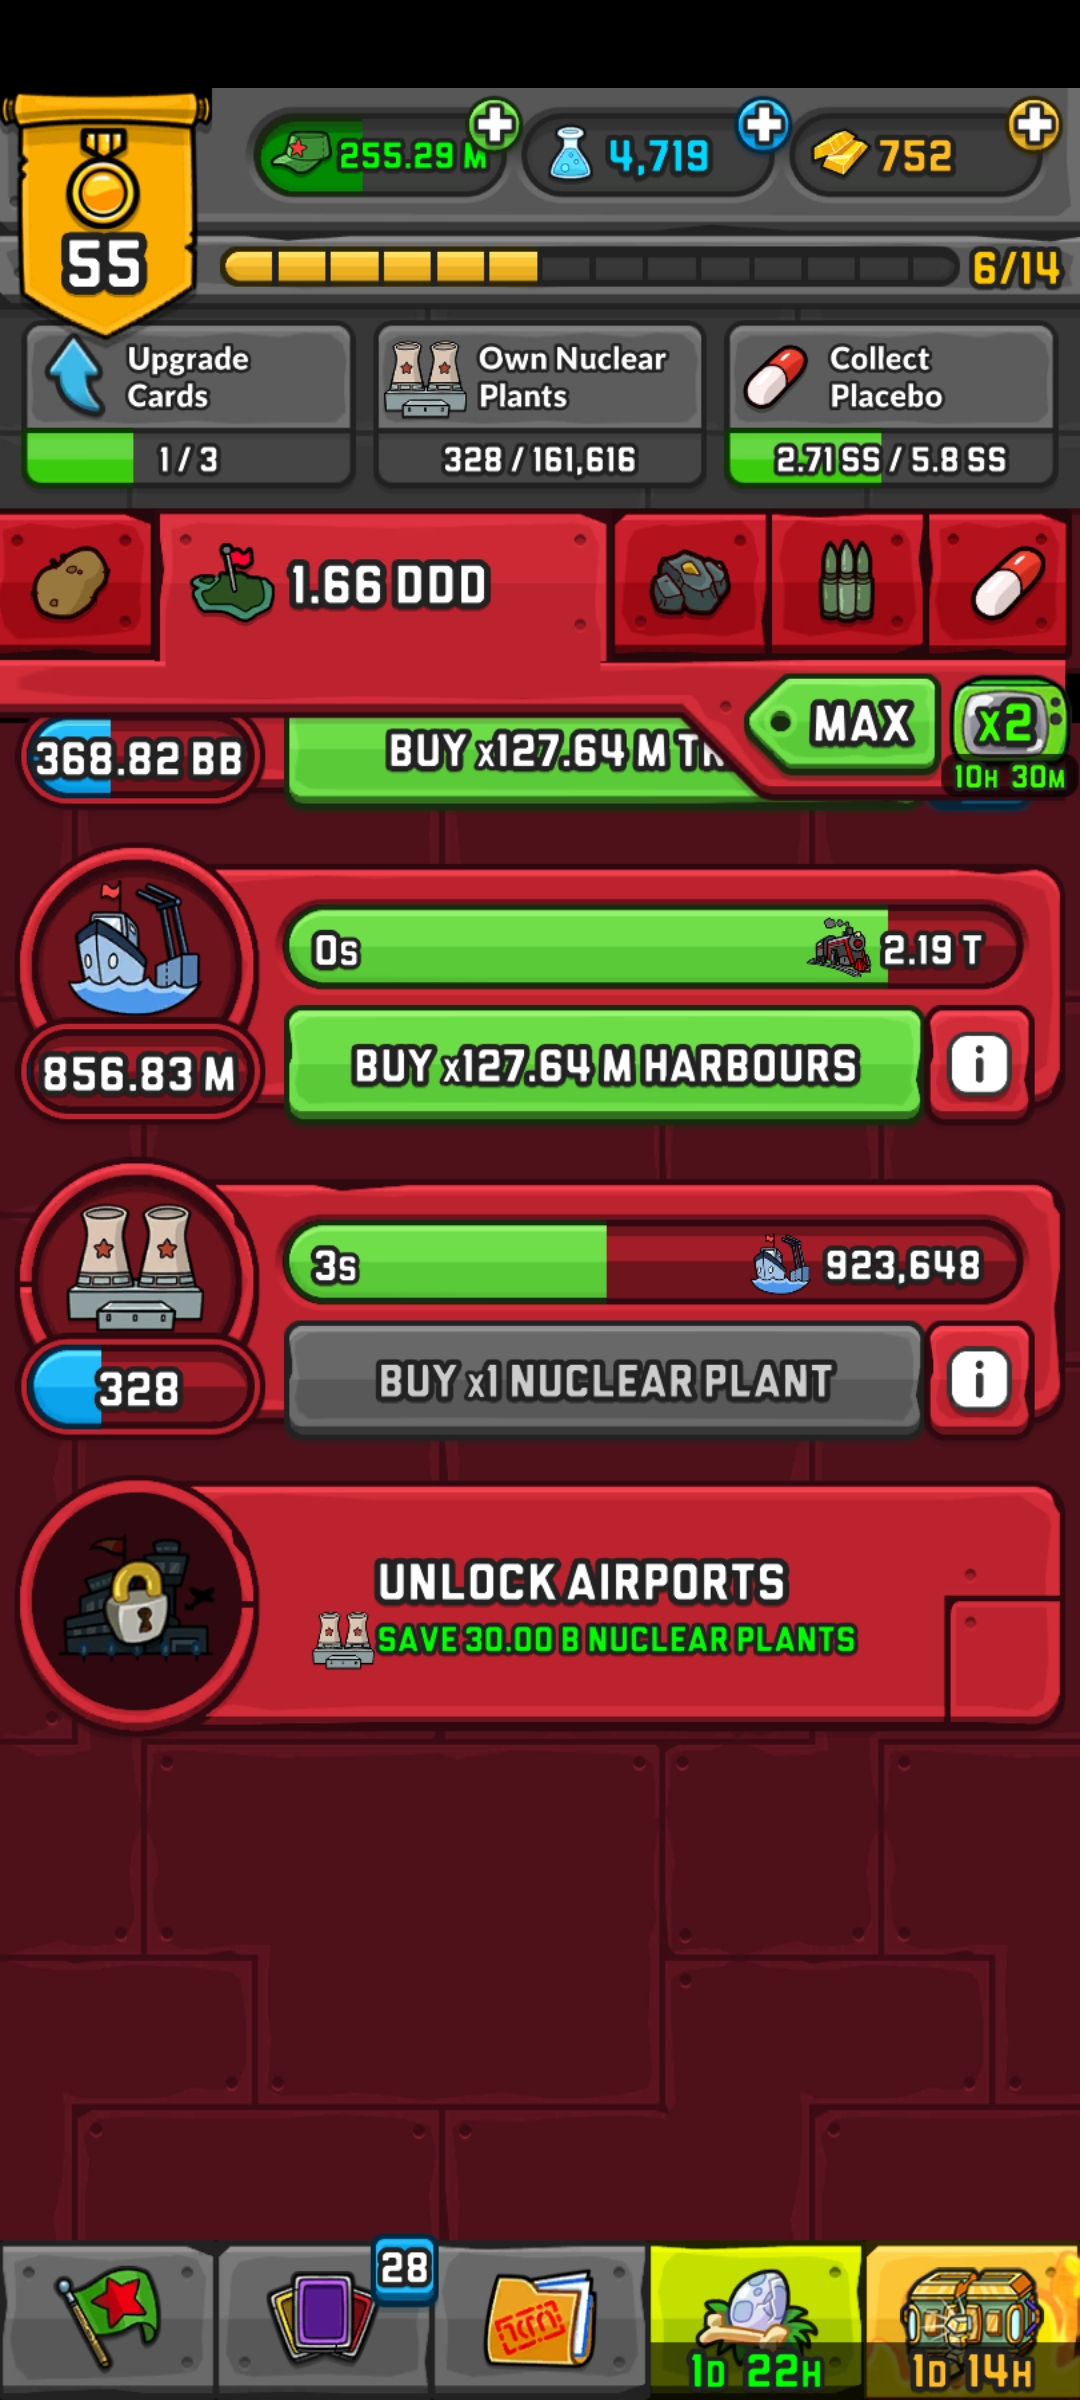 255.29 M
4,719
752
55
6/14
Upgrade
Cards
1 / 3
Own Nuclear
Plants
328 / 161,616
Collect
Placebo
2.71 SS / 5.8 SS
1.66 DDD
MAX
x2
10H 30M
368.82 BB
BUY x127.64 M
0s
2.19 T
856.83 M
BUY x127.64 M HARBOURS
i
3s
923,648
328
BUY x1 NUCLEAR PLANT
i
UNLOCK AIRPORTS
SAVE 30.00 B NUCLEAR PLANTS
28
1D 22H
1D 14H